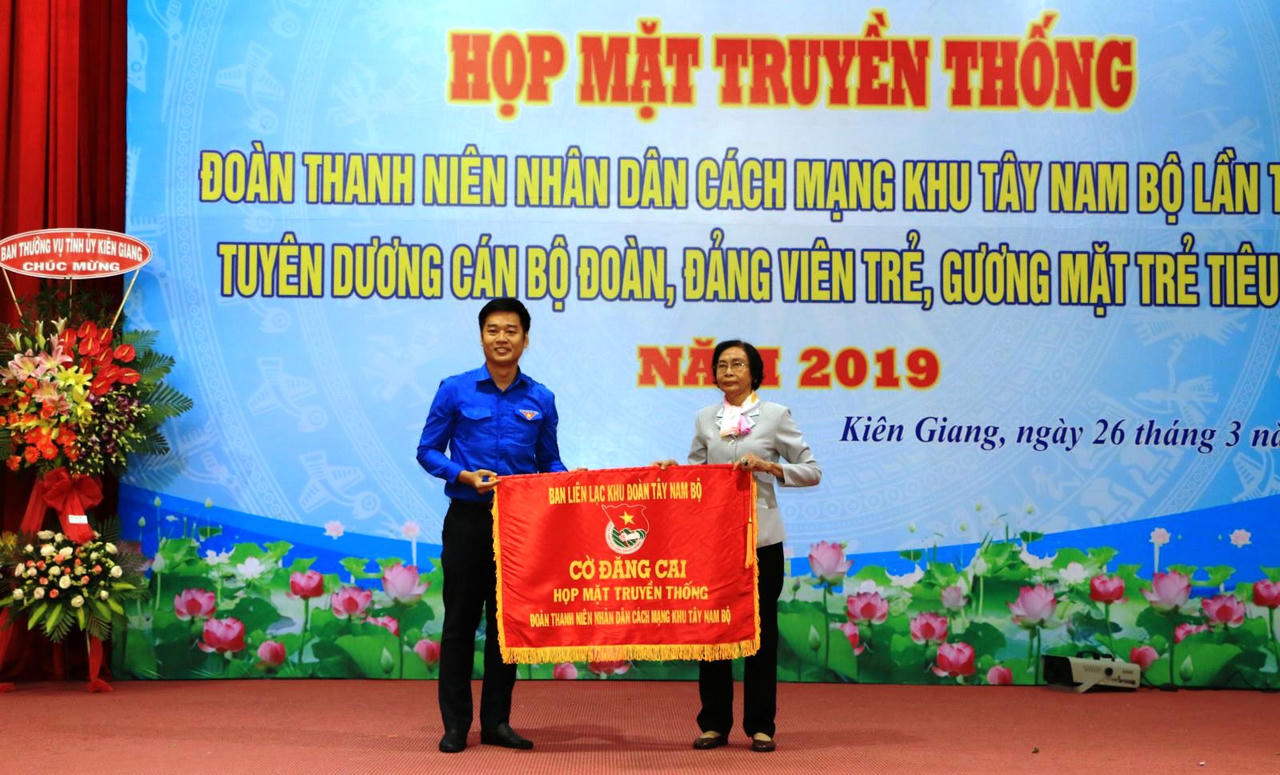 HỌP MẶT TRUYỀN THỐNG
ĐOÀN THANH NIÊN NHÂN DÂN CÁCH MẠNG KHU TÂY NAM BỘ LẦN
TUYÊN DƯƠNG CÁN BỘ ĐOÀN, ĐẢNG VIÊN TRẺ, GƯƠNG MẶT TRẺ TIÊU
NĂM 2019
Kiên Giang, ngày 26 tháng 3
BAN THƯỜNG VỤ TỈNH ỦY KIÊN GIANG
CHÚC MỪNG
BAN LIÊN LẠC KHU ĐOÀN TÂY NAM BỘ
CỜ ĐĂNG CAI
HỌP MẶT TRUYỀN THỐNG
ĐOÀN THANH NIÊN NHÂN DÂN CÁCH MẠNG KHU TÂY NAM BỘ